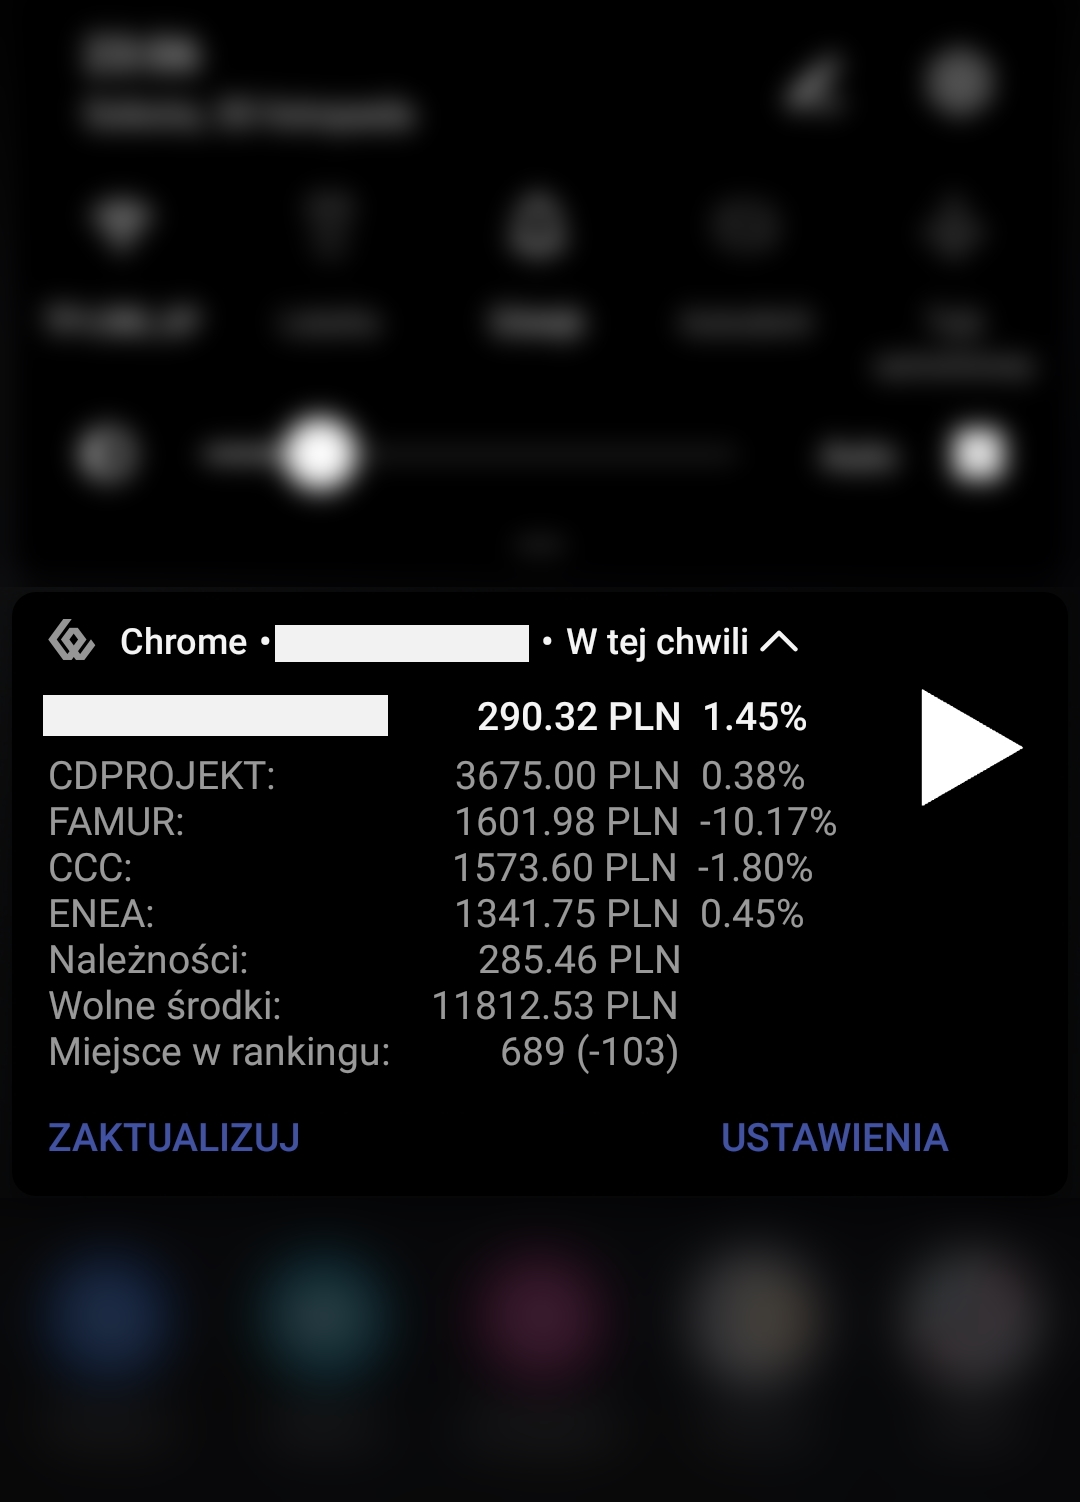 Chrome • • W tej chwili
290.32 PLN 1.45%
CDPROJEKT: 3675.00 PLN 0.38%
FAMUR: 1601.98 PLN -10.17%
CCC: 1573.60 PLN -1.80%
ENEA: 1341.75 PLN 0.45%
Należności: 285.46 PLN
Wolne środki: 11812.53 PLN
Miejsce w rankingu: 689 (-103)
ZAKTUALIZUJ USTAWIENIA